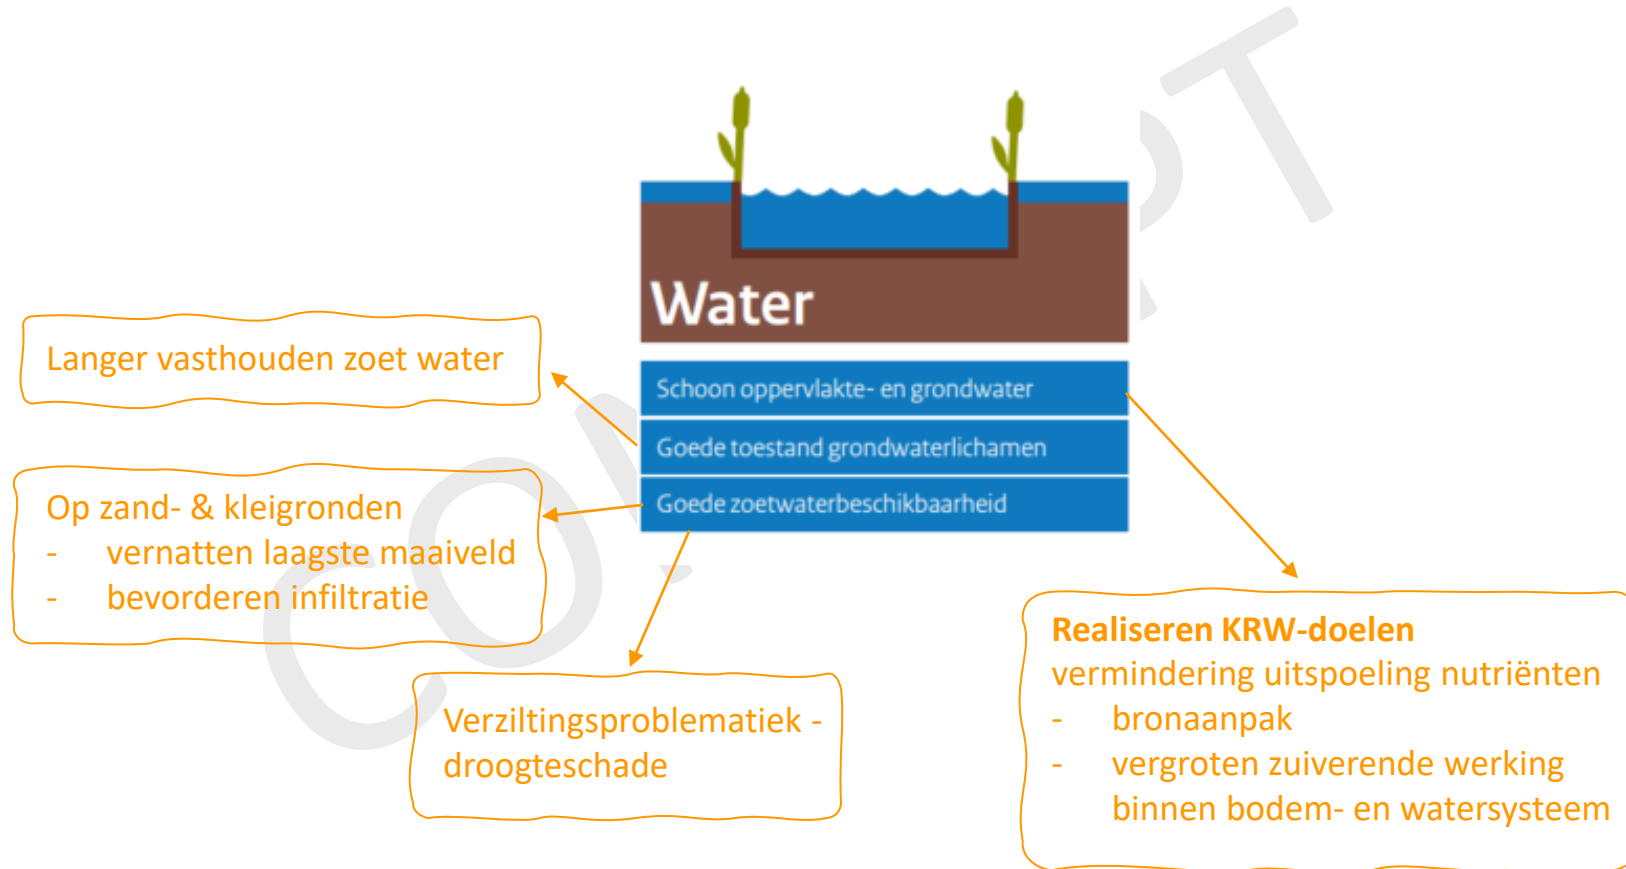 Water
Schoon oppervlakte- en grondwater
Goede toestand grondwaterlichamen
Goede zoetwaterbeschikbaarheid
Langer vasthouden zoet water
Op zand- & kleigronden
- vernatten laagste maaiveld
- bevorderen infiltratie
Verziltingsproblematiek -
droogteschade
Realiseren KRW-doelen
vermindering uitspoeling nutriënten
- bronaanpak
- vergroten zuiverende werking
binnen bodem- en watersysteem